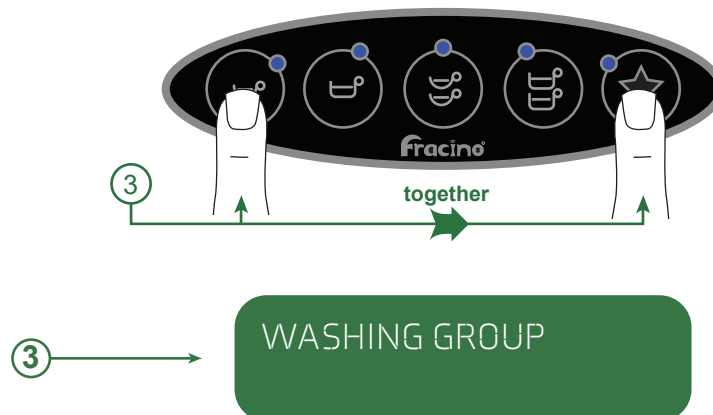 Fracino
3
together
3
WASHING GROUP